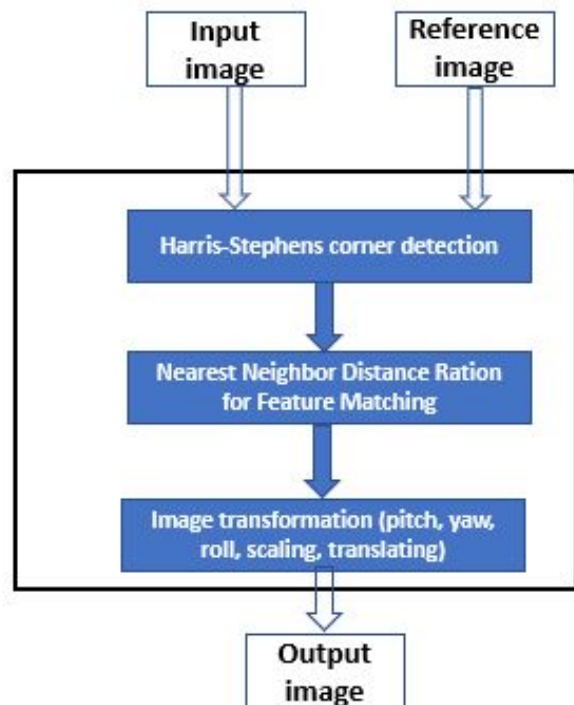 Input
image
Reference
image
Harris-Stephens corner detection
Nearest Neighbor Distance Ration
for Feature Matching
Image transformation (pitch, yaw,
roll, scaling, translating)
Output
image